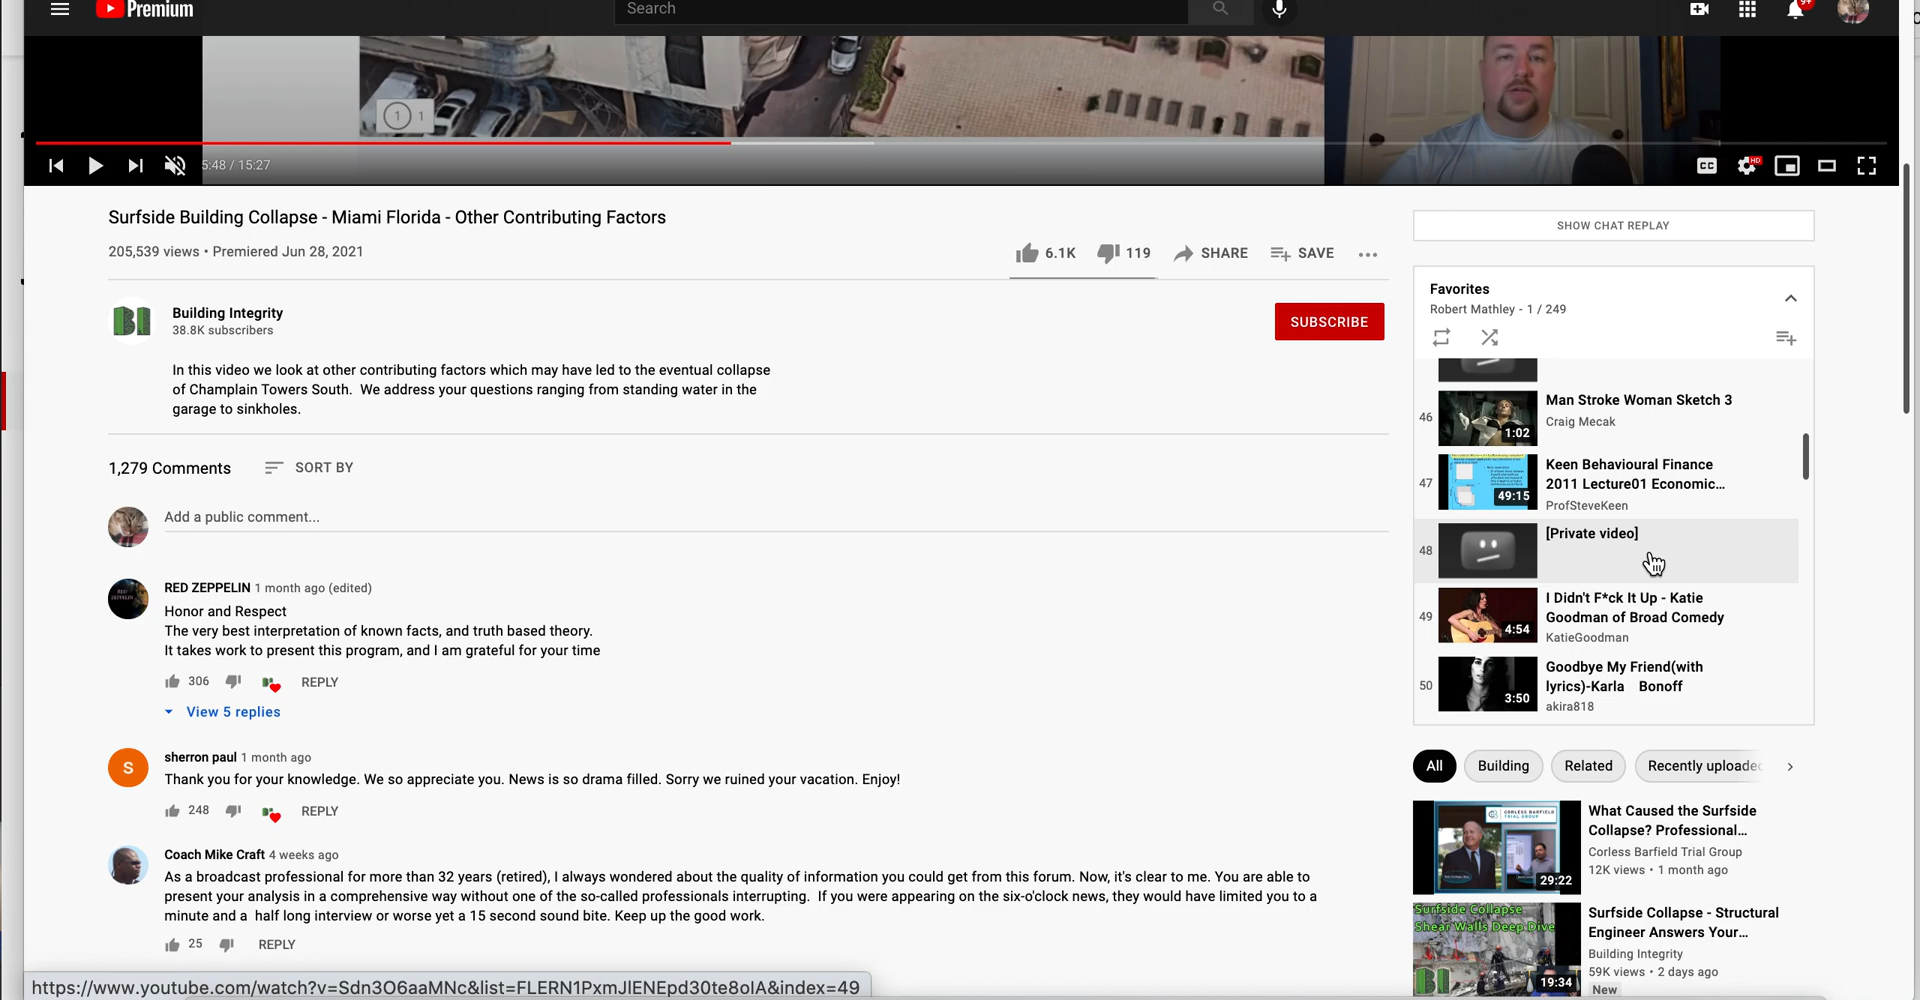 Premium
Search
9+
1 1
5:48 / 15:27
CC
HD
Surfside Building Collapse - Miami Florida - Other Contributing Factors
205,539 views • Premiered Jun 28, 2021
6.1K 119 SHARE SAVE
BI
Building Integrity
38.8K subscribers
SUBSCRIBE
In this video we look at other contributing factors which may have led to the eventual collapse
of Champlain Towers South. We address your questions ranging from standing water in the
garage to sinkholes.
1,279 Comments SORT BY
Add a public comment...
RED ZEPPELIN 1 month ago (edited)
Honor and Respect
The very best interpretation of known facts, and truth based theory.
It takes work to present this program, and I am grateful for your time
306 REPLY
View 5 replies
S
sherron paul 1 month ago
Thank you for your knowledge. We so appreciate you. News is so drama filled. Sorry we ruined your vacation. Enjoy!
248 REPLY
Coach Mike Craft 4 weeks ago
As a broadcast professional for more than 32 years (retired), I always wondered about the quality of information you could get from this forum. Now, it's clear to me. You are able to
present your analysis in a comprehensive way without one of the so-called professionals interrupting. If you were appearing on the six-o'clock news, they would have limited you to a
minute and a half long interview or worse yet a 15 second sound bite. Keep up the good work.
25 REPLY
https://www.youtube.com/watch?v=Sdn3O6aaMNc&list=FLERN1PxmJlENEpd30te8olA&index=49
SHOW CHAT REPLAY
Favorites
Robert Mathley - 1 / 249
46
1:02
Man Stroke Woman Sketch 3
Craig Mecak
47
49:15
Keen Behavioural Finance
2011 Lecture01 Economic...
ProfSteveKeen
48
[Private video]
49
4:54
I Didn't F*ck It Up - Katie
Goodman of Broad Comedy
KatieGoodman
50
3:50
Goodbye My Friend(with
lyrics)-Karla Bonoff
akira818
All Building Related Recently uploaded
CORLESS BARFIELD
TRIAL GROUP
29:22
What Caused the Surfside
Collapse? Professional...
Corless Barfield Trial Group
12K views • 1 month ago
Surfside Collapse
Shear Walls Deep Dive
BI
19:34
Surfside Collapse - Structural
Engineer Answers Your...
Building Integrity
59K views • 2 days ago
New